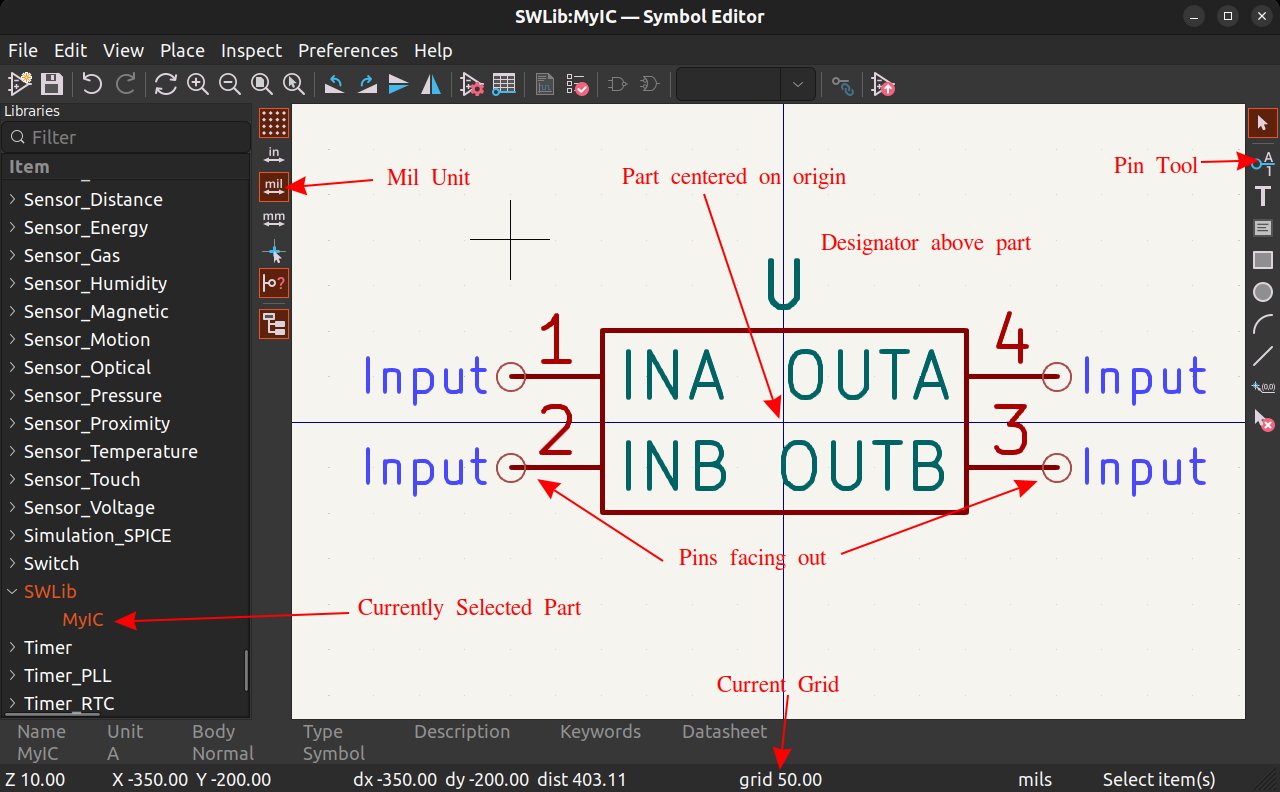 SWLib:MyIC — Symbol Editor
File Edit View Place Inspect Preferences Help
Libraries
Filter
Item
Sensor_Distance
Sensor_Energy
Sensor_Gas
Sensor_Humidity
Sensor_Magnetic
Sensor_Motion
Sensor_Optical
Sensor_Pressure
Sensor_Proximity
Sensor_Temperature
Sensor_Touch
Sensor_Voltage
Simulation_SPICE
Switch
SWLib
MyIC
Timer
Timer_PLL
Timer_RTC
in
mil
mm
Mil Unit
Part centered on origin
Pin Tool
Designator above part
U
1 4
Input INA OUTA Input
2 3
Input INB OUTB Input
Pins facing out
Currently Selected Part
Current Grid
A
1
T
(0,0)
Name Unit Body Type Description Keywords Datasheet
MyIC A Normal Symbol
Z 10.00 X -350.00 Y -200.00 dx -350.00 dy -200.00 dist 403.11 grid 50.00 mils Select item(s)